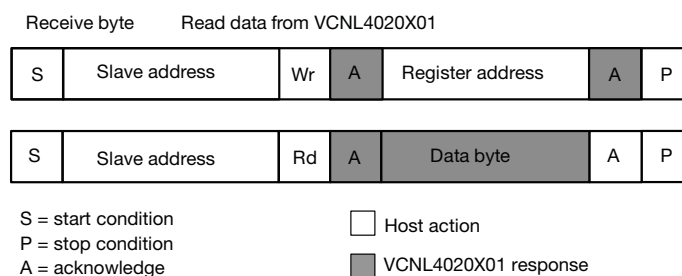 Receive byte Read data from VCNL4020X01
S Slave address Wr A Register address A P
S Slave address Rd A Data byte A P
S = start condition
P = stop condition
A = acknowledge
Host action
VCNL4020X01 response